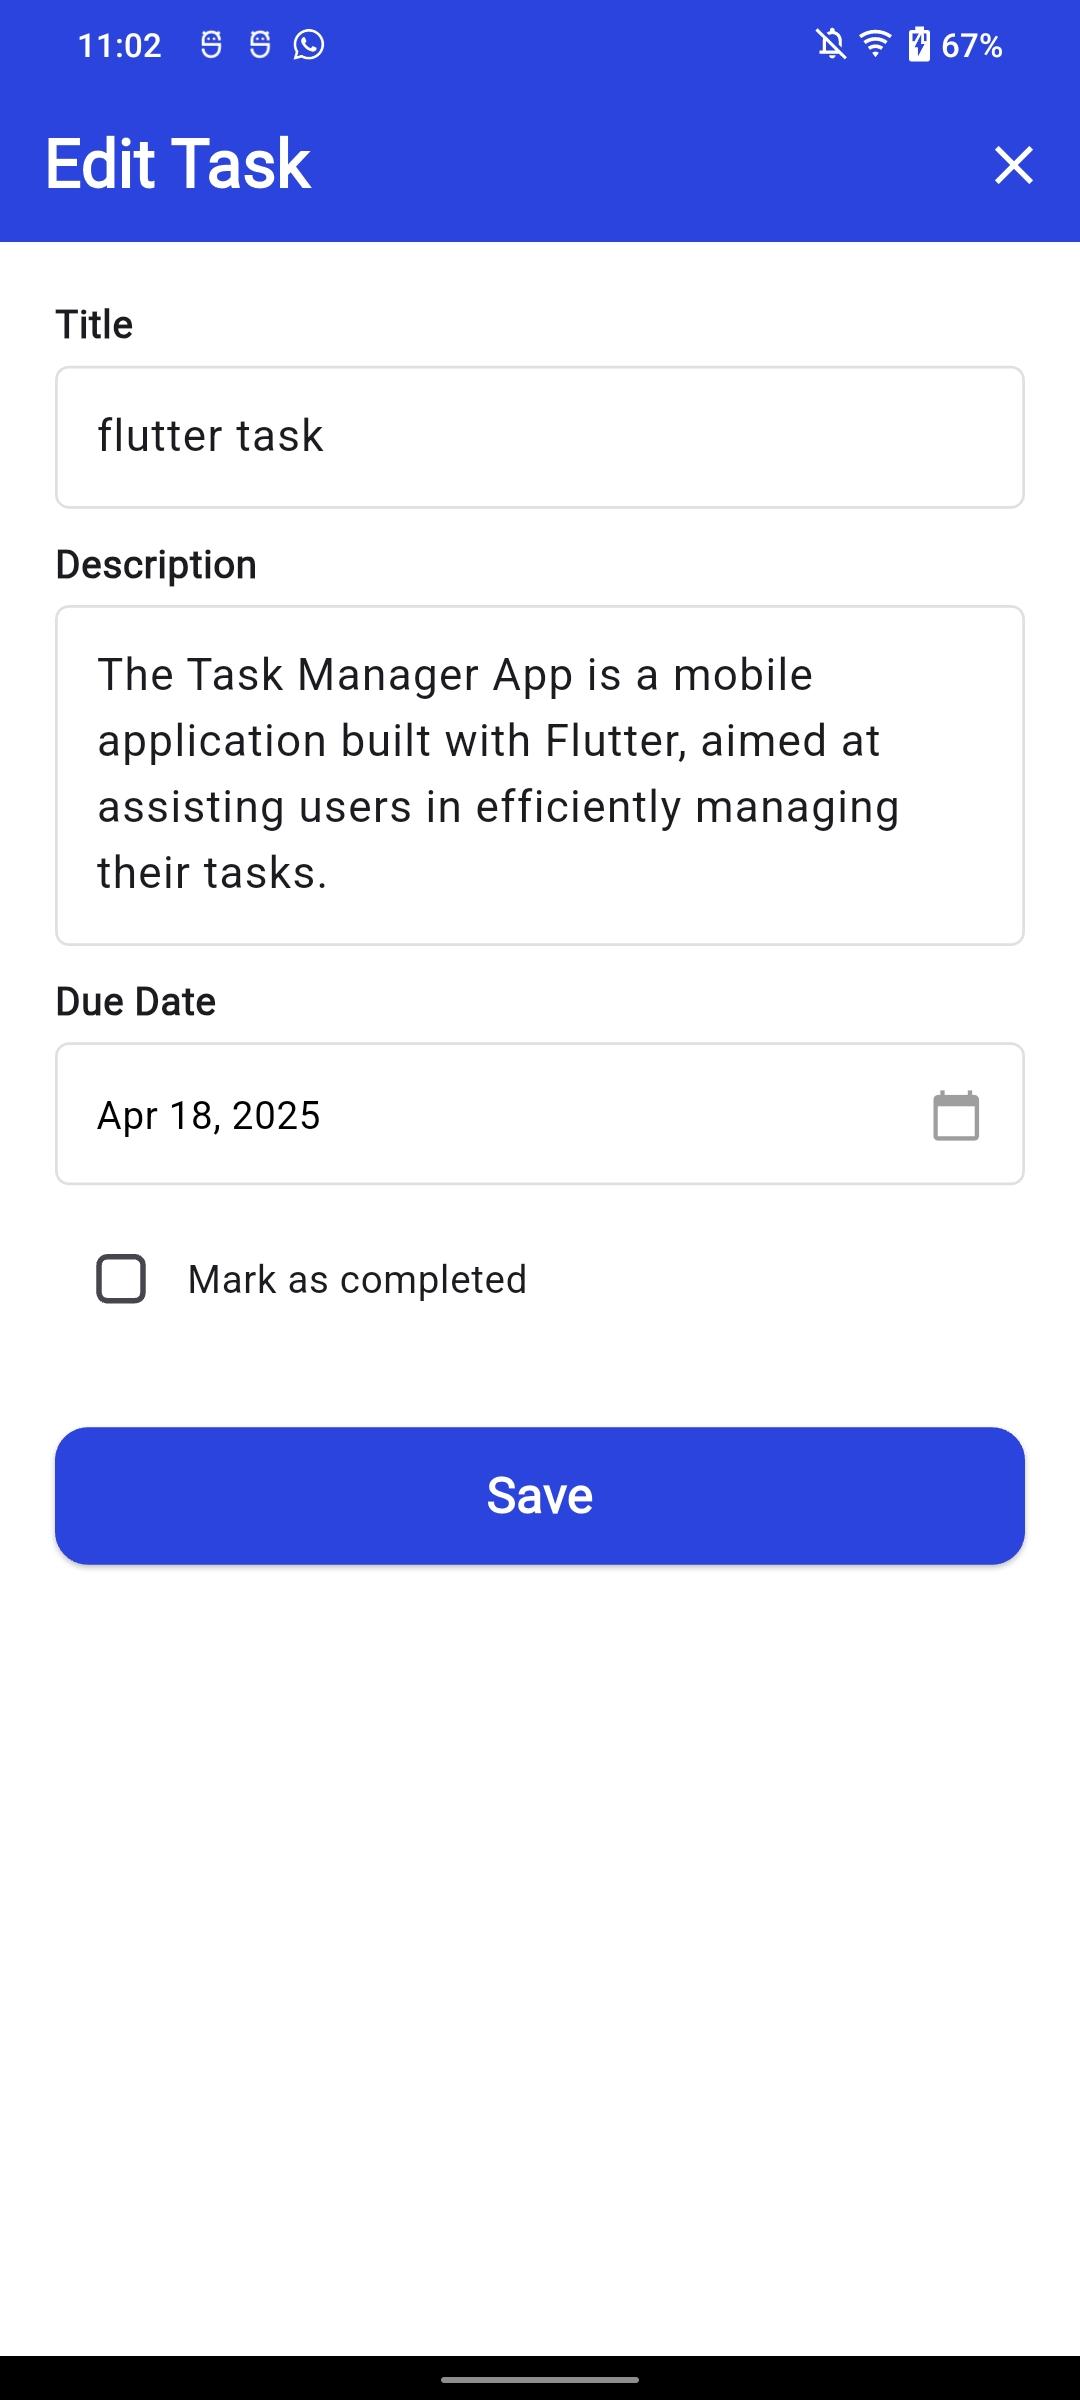 11:02
67%
Edit Task
Title
flutter task
Description
The Task Manager App is a mobile
application built with Flutter, aimed at
assisting users in efficiently managing
their tasks.
Due Date
Apr 18, 2025
Mark as completed
Save